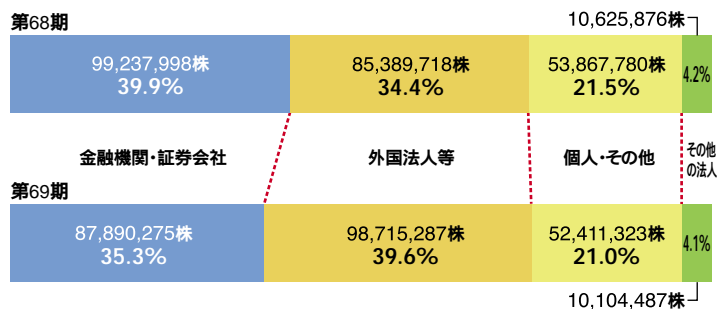 第68期
10,625,876株
99,237,998株
39.9%
85,389,718株
34.4%
53,867,780株
21.5%
4.2%
金融機関・証券会社
外国法人等
個人・その他
その他
の法人
第69期
87,890,275株
35.3%
98,715,287株
39.6%
52,411,323株
21.0%
4.1%
10,104,487株